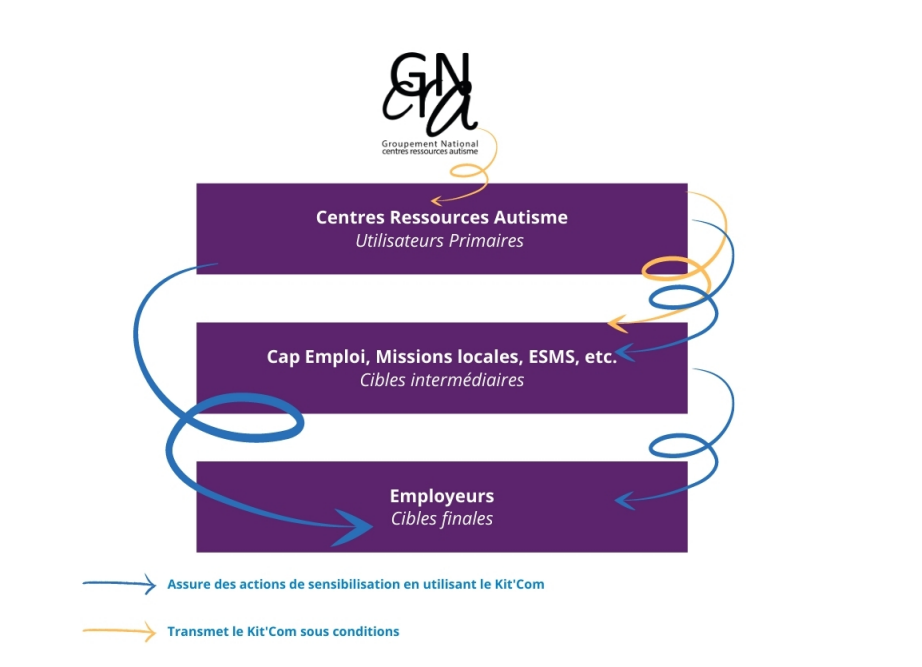 GN
cra
Groupement National
centres ressources autisme
Centres Ressources Autisme
Utilisateurs Primaires
Cap Emploi, Missions locales, ESMS, etc.
Cibles intermédiaires
Employeurs
Cibles finales
Assure des actions de sensibilisation en utilisant le Kit'Com
Transmet le Kit'Com sous conditions